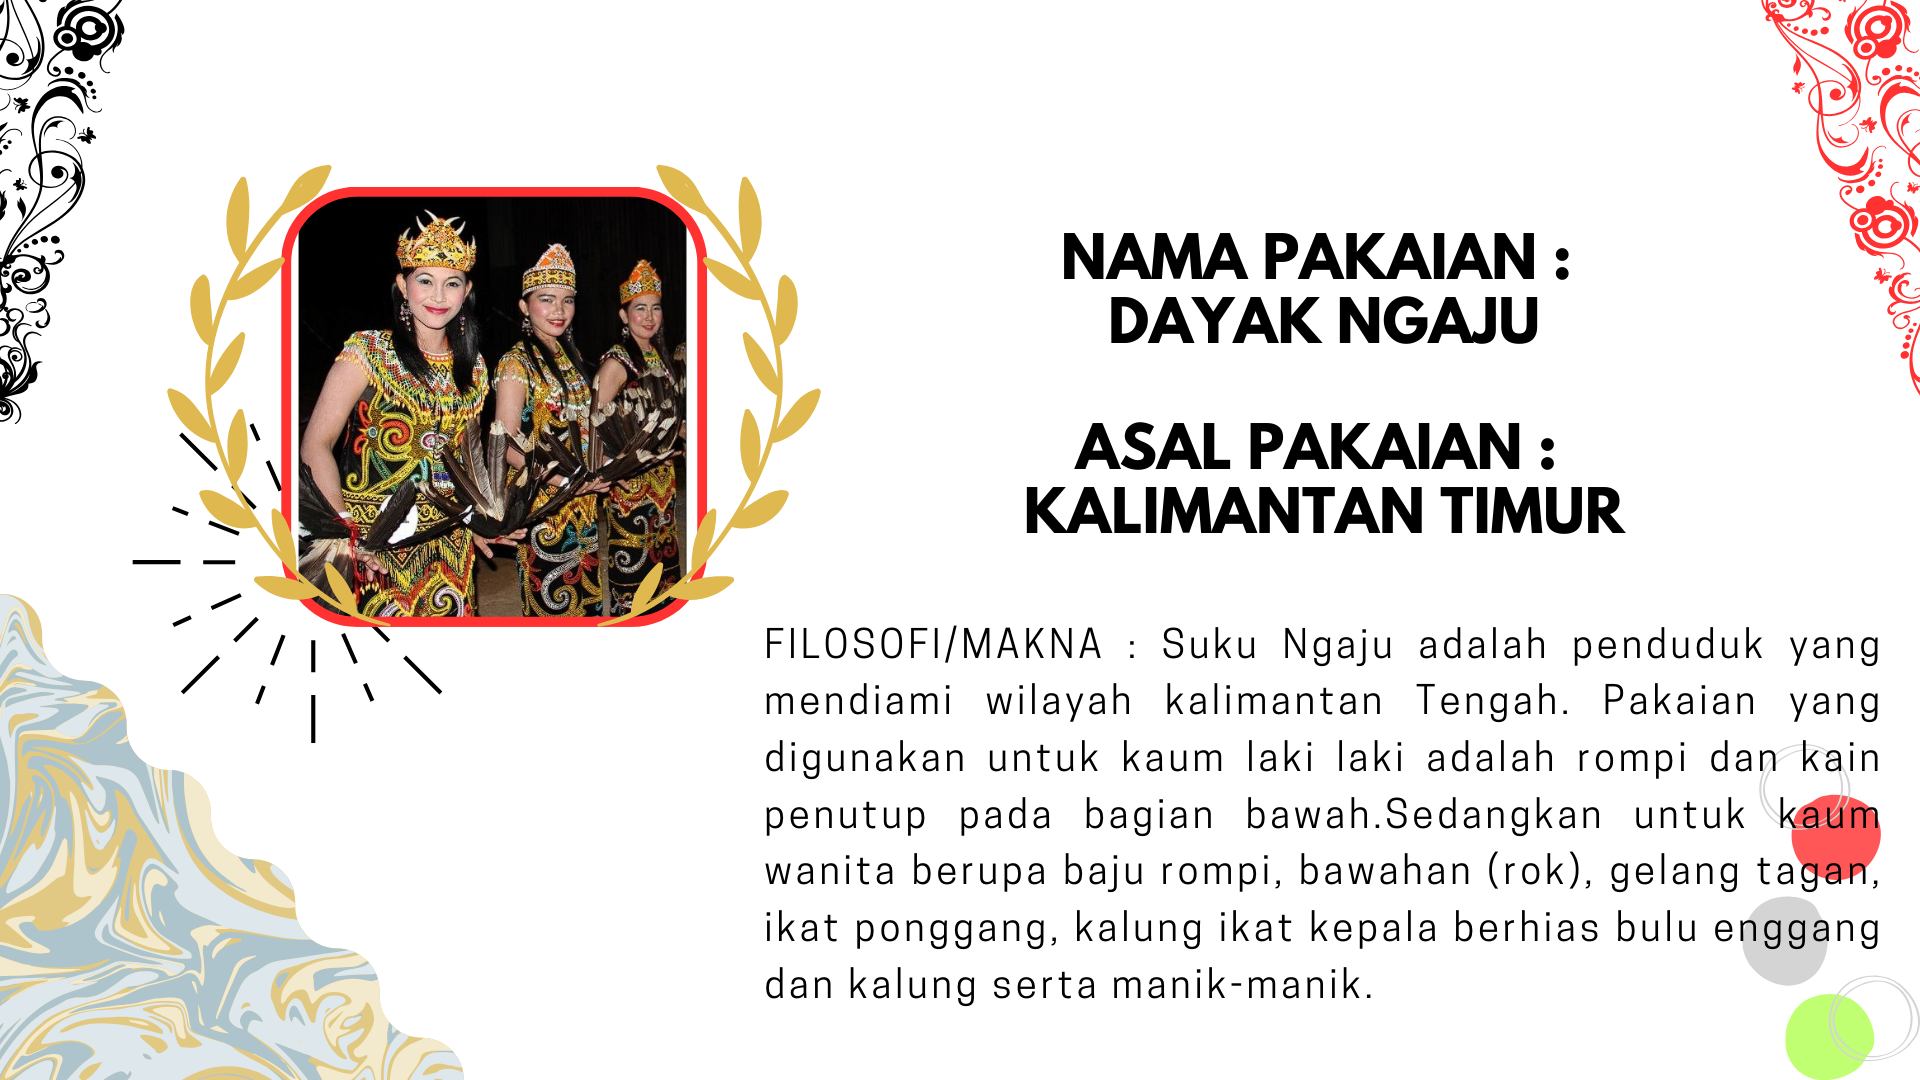 NAMA PAKAIAN :
DAYAK NGAJU
ASAL PAKAIAN :
KALIMANTAN TIMUR
FILOSOFI/MAKNA : Suku Ngaju adalah penduduk yang
mendiami wilayah kalimantan Tengah. Pakaian yang
digunakan untuk kaum laki laki adalah rompi dan kain
penutup pada bagian bawah.Sedangkan untuk kaum
wanita berupa baju rompi, bawahan (rok), gelang tagan,
ikat ponggang, kalung ikat kepala berhias bulu enggang
dan kalung serta manik-manik.